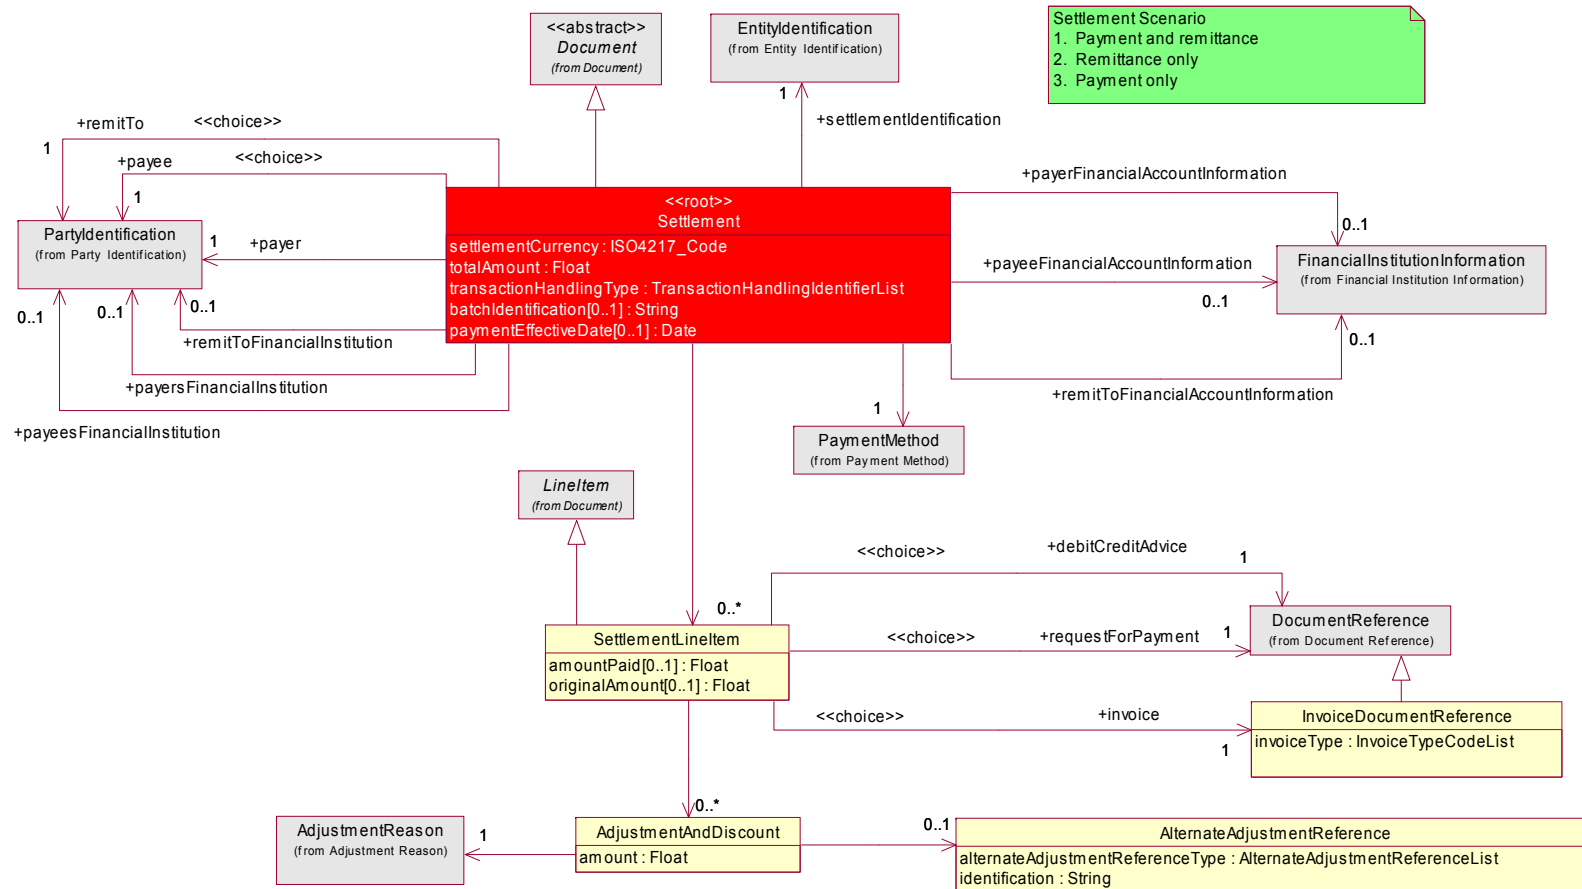 <<abstract>>
Document
(from Document)
EntityIdentification
(from Entity Identification)
Settlement Scenario
1. Payment and remittance
2. Remittance only
3. Payment only
1
+settlementIdentification
+remitTo
<<choice>>
1
+payee
<<choice>>
1
+payerFinancialAccountInformation
0..1
<<root>>
Settlement
settlementCurrency : ISO4217_Code
totalAmount : Float
transactionHandlingType : TransactionHandlingIdentifierList
batchIdentification[0..1] : String
paymentEffectiveDate[0..1] : Date
PartyIdentification
(from Party Identification)
1
+payer
+payeeFinancialAccountInformation
0..1
FinancialInstitutionInformation
(from Financial Institution Information)
0..1
0..1
0..1
+remitToFinancialInstitution
0..1
+payersFinancialInstitution
+remitToFinancialAccountInformation
+payeesFinancialInstitution
1
PaymentMethod
(from Payment Method)
LineItem
(from Document)
<<choice>>
+debitCreditAdvice
1
0..*
SettlementLineItem
amountPaid[0..1] : Float
originalAmount[0..1] : Float
<<choice>>
+requestForPayment
1
DocumentReference
(from Document Reference)
<<choice>>
+invoice
1
InvoiceDocumentReference
invoiceType : InvoiceTypeCodeList
0..*
AdjustmentReason
(from Adjustment Reason)
1
AdjustmentAndDiscount
amount : Float
0..1
AlternateAdjustmentReference
alternateAdjustmentReferenceType : AlternateAdjustmentReferenceList
identification : String